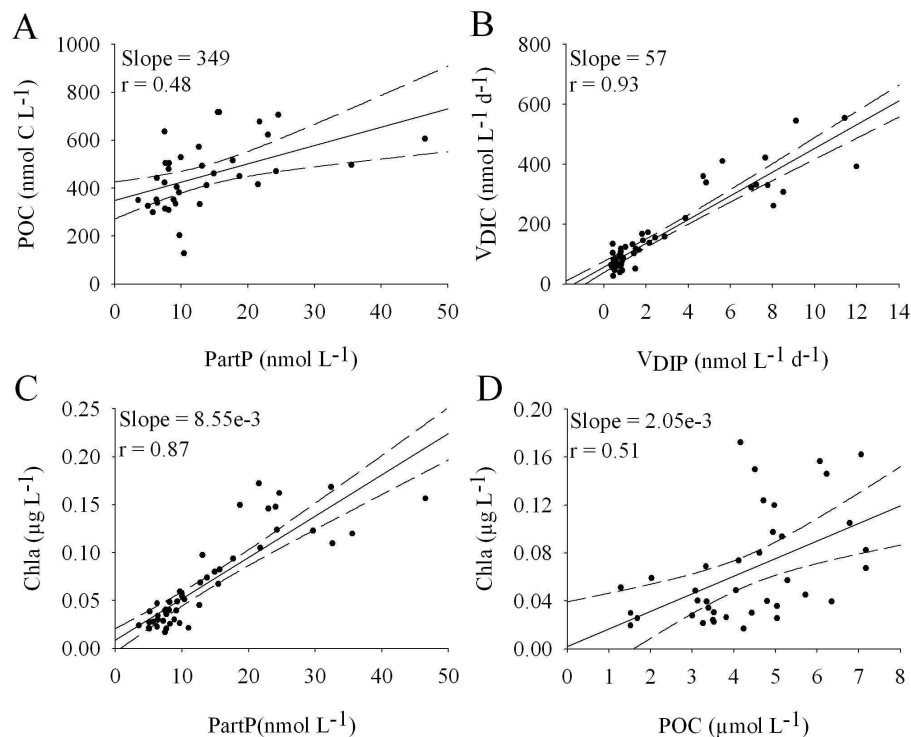 A
Slope = 349
r = 0.48
POC (nmol C L-1)
1000
800
600
400
200
0
0 10 20 30 40 50
PartP (nmol L-1)
B
Slope = 57
r = 0.93
VDIC (nmol L-1 d-1)
800
600
400
200
0
0 2 4 6 8 10 12 14
VDIP (nmol L-1 d-1)
C
Slope = 8.55e-3
r = 0.87
Chla (µg L-1)
0.25
0.20
0.15
0.10
0.05
0.00
0 10 20 30 40 50
PartP(nmol L-1)
D
Slope = 2.05e-3
r = 0.51
Chla (µg L-1)
0.20
0.16
0.12
0.08
0.04
0.00
0 1 2 3 4 5 6 7 8
POC (µmol L-1)